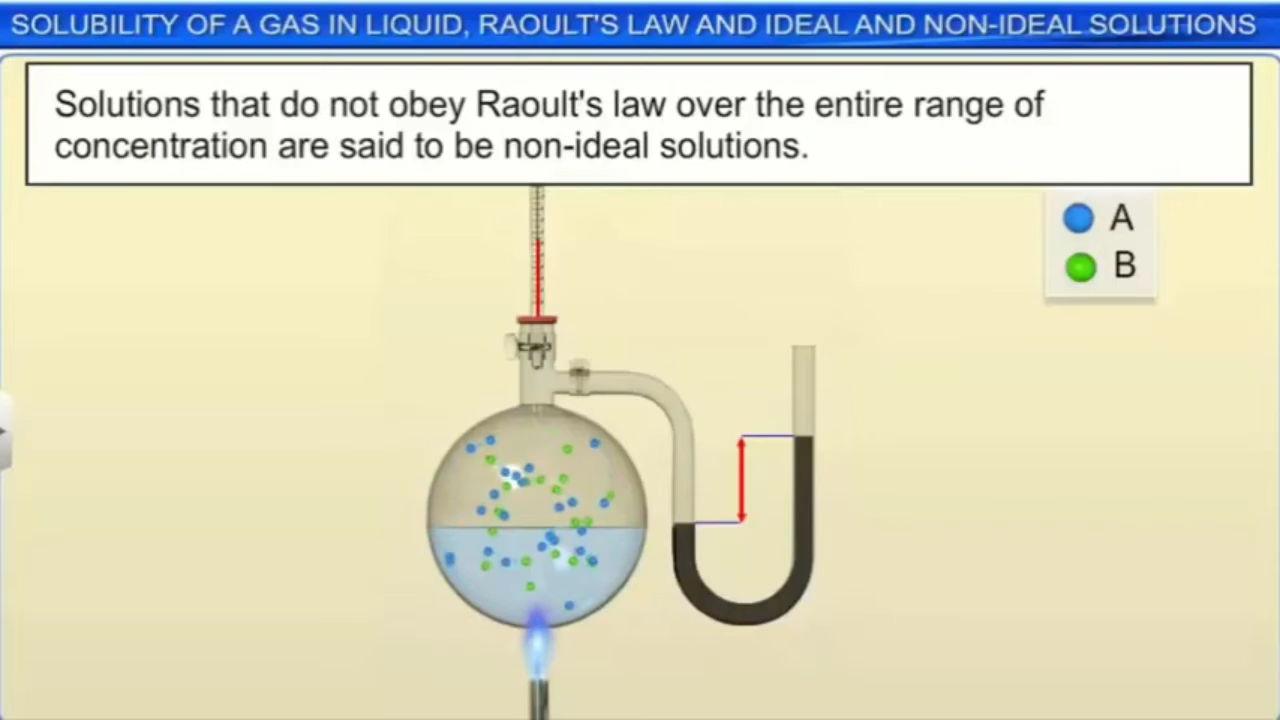 SOLUBILITY OF A GAS IN LIQUID, RAOULT'S LAW AND IDEAL AND NON-IDEAL SOLUTIONS
Solutions that do not obey Raoult's law over the entire range of
concentration are said to be non-ideal solutions.
A
B